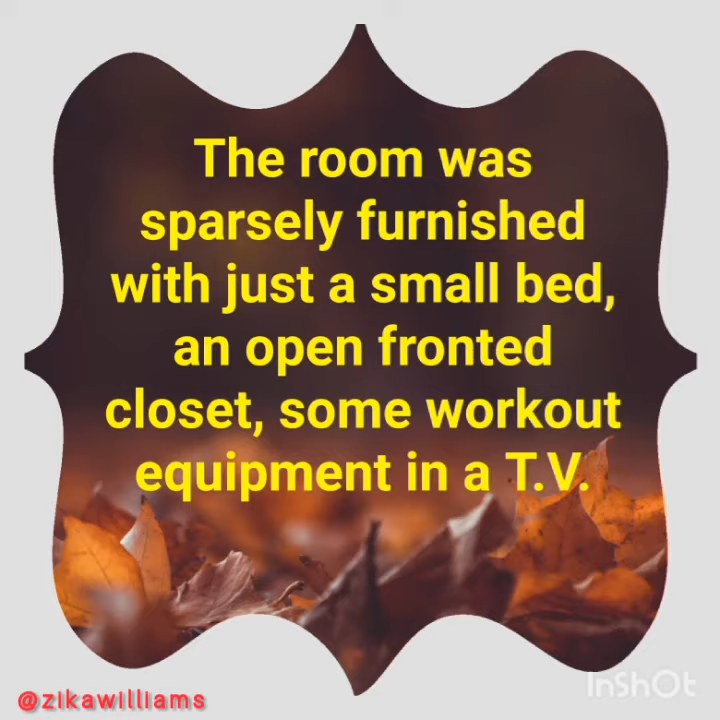 The room was
sparsely furnished
with just a small bed,
an open fronted
closet, some workout
equipment in a T.V.
InShOt
@zikawilliams